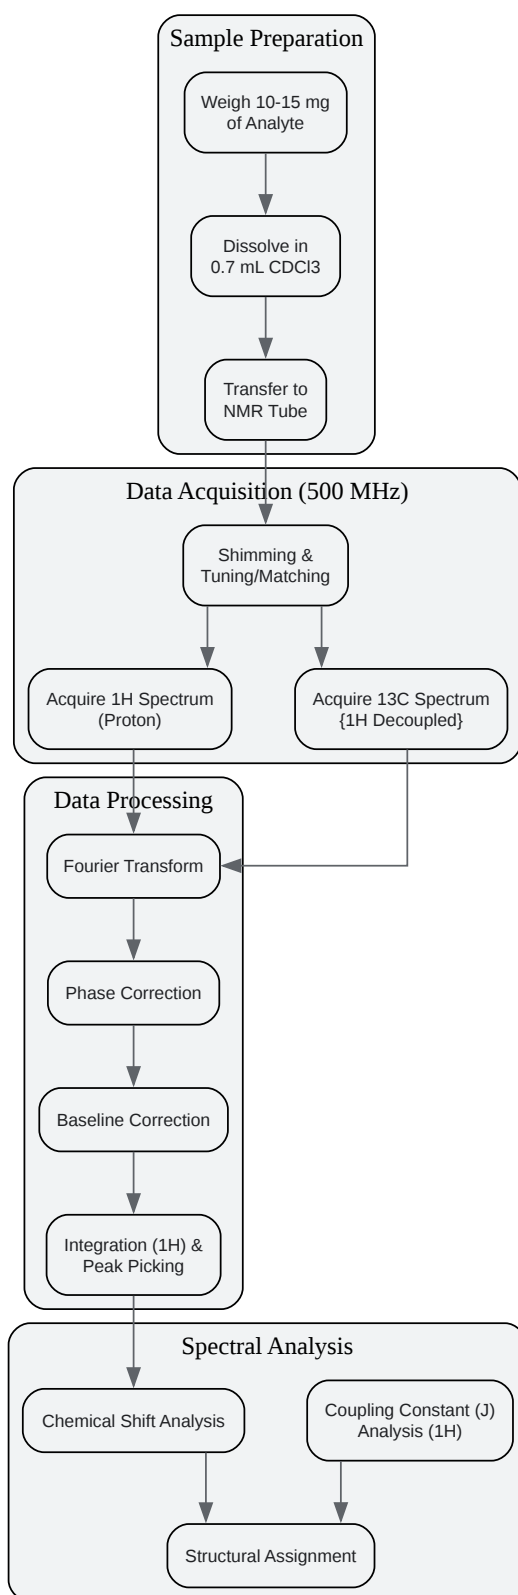 Sample Preparation
Weigh 10-15 mg
of Analyte
Dissolve in
0.7 mL CDCl3
Transfer to
NMR Tube
Data Acquisition (500 MHz)
Shimming &
Tuning/Matching
Acquire 1H Spectrum
(Proton)
Acquire 13C Spectrum
{1H Decoupled}
Data Processing
Fourier Transform
Phase Correction
Baseline Correction
Integration (1H) &
Peak Picking
Spectral Analysis
Chemical Shift Analysis
Coupling Constant (J)
Analysis (1H)
Structural Assignment